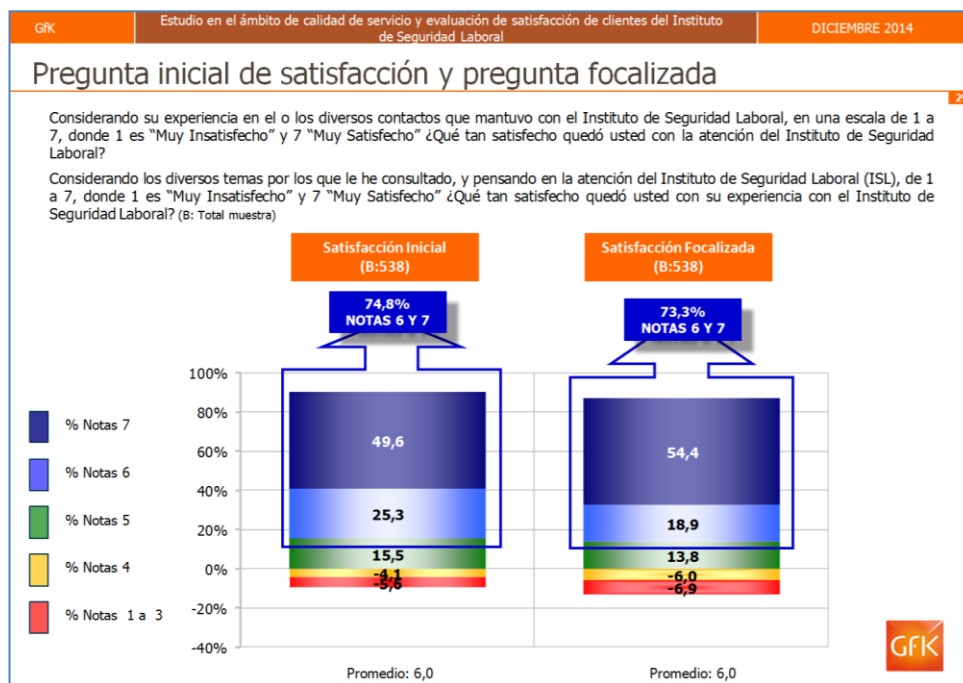 GfK
Estudio en el ámbito de calidad de servicio y evaluación de satisfacción de clientes del Instituto
de Seguridad Laboral
DICIEMBRE 2014
Pregunta inicial de satisfacción y pregunta focalizada
Considerando su experiencia en el o los diversos contactos que mantuvo con el Instituto de Seguridad Laboral, en una escala de 1 a
7, donde 1 es “Muy Insatisfecho” y 7 “Muy Satisfecho” ¿Qué tan satisfecho quedó usted con la atención del Instituto de Seguridad
Laboral?
Considerando los diversos temas por los que le he consultado, y pensando en la atención del Instituto de Seguridad Laboral (ISL), de 1
a 7, donde 1 es “Muy Insatisfecho” y 7 “Muy Satisfecho” ¿Qué tan satisfecho quedó usted con su experiencia con el Instituto de
Seguridad Laboral? (B: Total muestra)
Satisfacción Inicial
(B:538)
Satisfacción Focalizada
(B:538)
74,8%
NOTAS 6 Y 7
73,3%
NOTAS 6 Y 7
100%
80%
60%
40%
20%
0%
-20%
-40%
% Notas 7
% Notas 6
% Notas 5
% Notas 4
% Notas 1 a 3
49,6
25,3
15,5
-4,1
-5,6
54,4
18,9
13,8
-6,0
-6,9
Promedio: 6,0
Promedio: 6,0
GfK